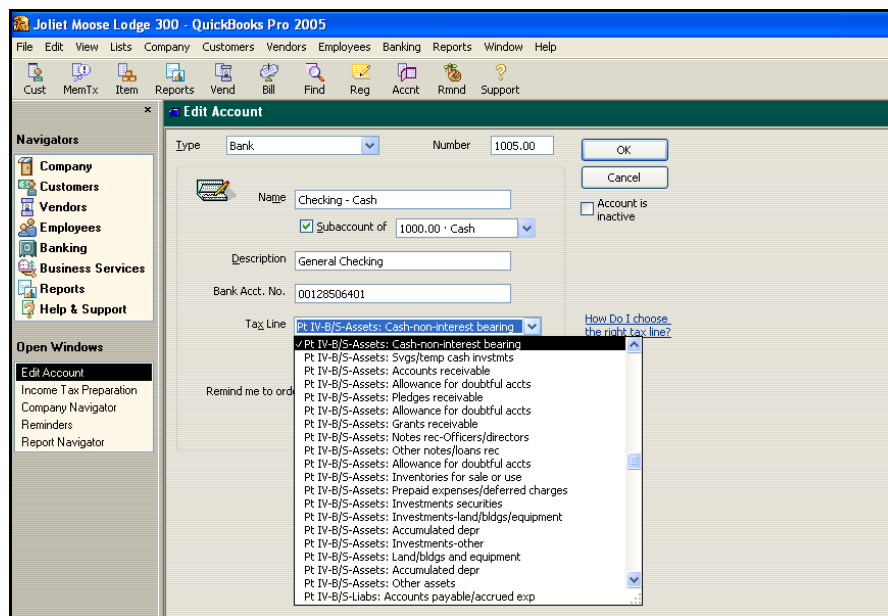 Joliet Moose Lodge 300 - QuickBooks Pro 2005
File Edit View Lists Company Customers Vendors Employees Banking Reports Window Help
Cust MemTx Item Reports Vend Bill Find Reg Accnt Rmnd Support
Navigators
Company
Customers
Vendors
Employees
Banking
Business Services
Reports
Help & Support
Open Windows
Edit Account
Income Tax Preparation
Company Navigator
Reminders
Report Navigator
Edit Account
Type Bank Number 1005.00 OK
Cancel
Account is
inactive
Name Checking - Cash
Subaccount of 1000.00 · Cash
Description General Checking
Bank Acct. No. 00128506401
Tax Line Pt IV-B/S-Assets: Cash-non-interest bearing
How Do I choose
the right tax line?
Remind me to ord
Pt IV-B/S-Assets: Cash-non-interest bearing
Pt IV-B/S-Assets: Svgs/temp cash invstmts
Pt IV-B/S-Assets: Accounts receivable
Pt IV-B/S-Assets: Allowance for doubtful accts
Pt IV-B/S-Assets: Pledges receivable
Pt IV-B/S-Assets: Allowance for doubtful accts
Pt IV-B/S-Assets: Grants receivable
Pt IV-B/S-Assets: Notes rec-Officers/directors
Pt IV-B/S-Assets: Other notes/loans rec
Pt IV-B/S-Assets: Allowance for doubtful accts
Pt IV-B/S-Assets: Inventories for sale or use
Pt IV-B/S-Assets: Prepaid expenses/deferred charges
Pt IV-B/S-Assets: Investments securities
Pt IV-B/S-Assets: Investments-land/bldgs/equipment
Pt IV-B/S-Assets: Accumulated depr
Pt IV-B/S-Assets: Investments-other
Pt IV-B/S-Assets: Land/bldgs and equipment
Pt IV-B/S-Assets: Accumulated depr
Pt IV-B/S-Assets: Other assets
Pt IV-B/S-Liabs: Accounts payable/accrued exp